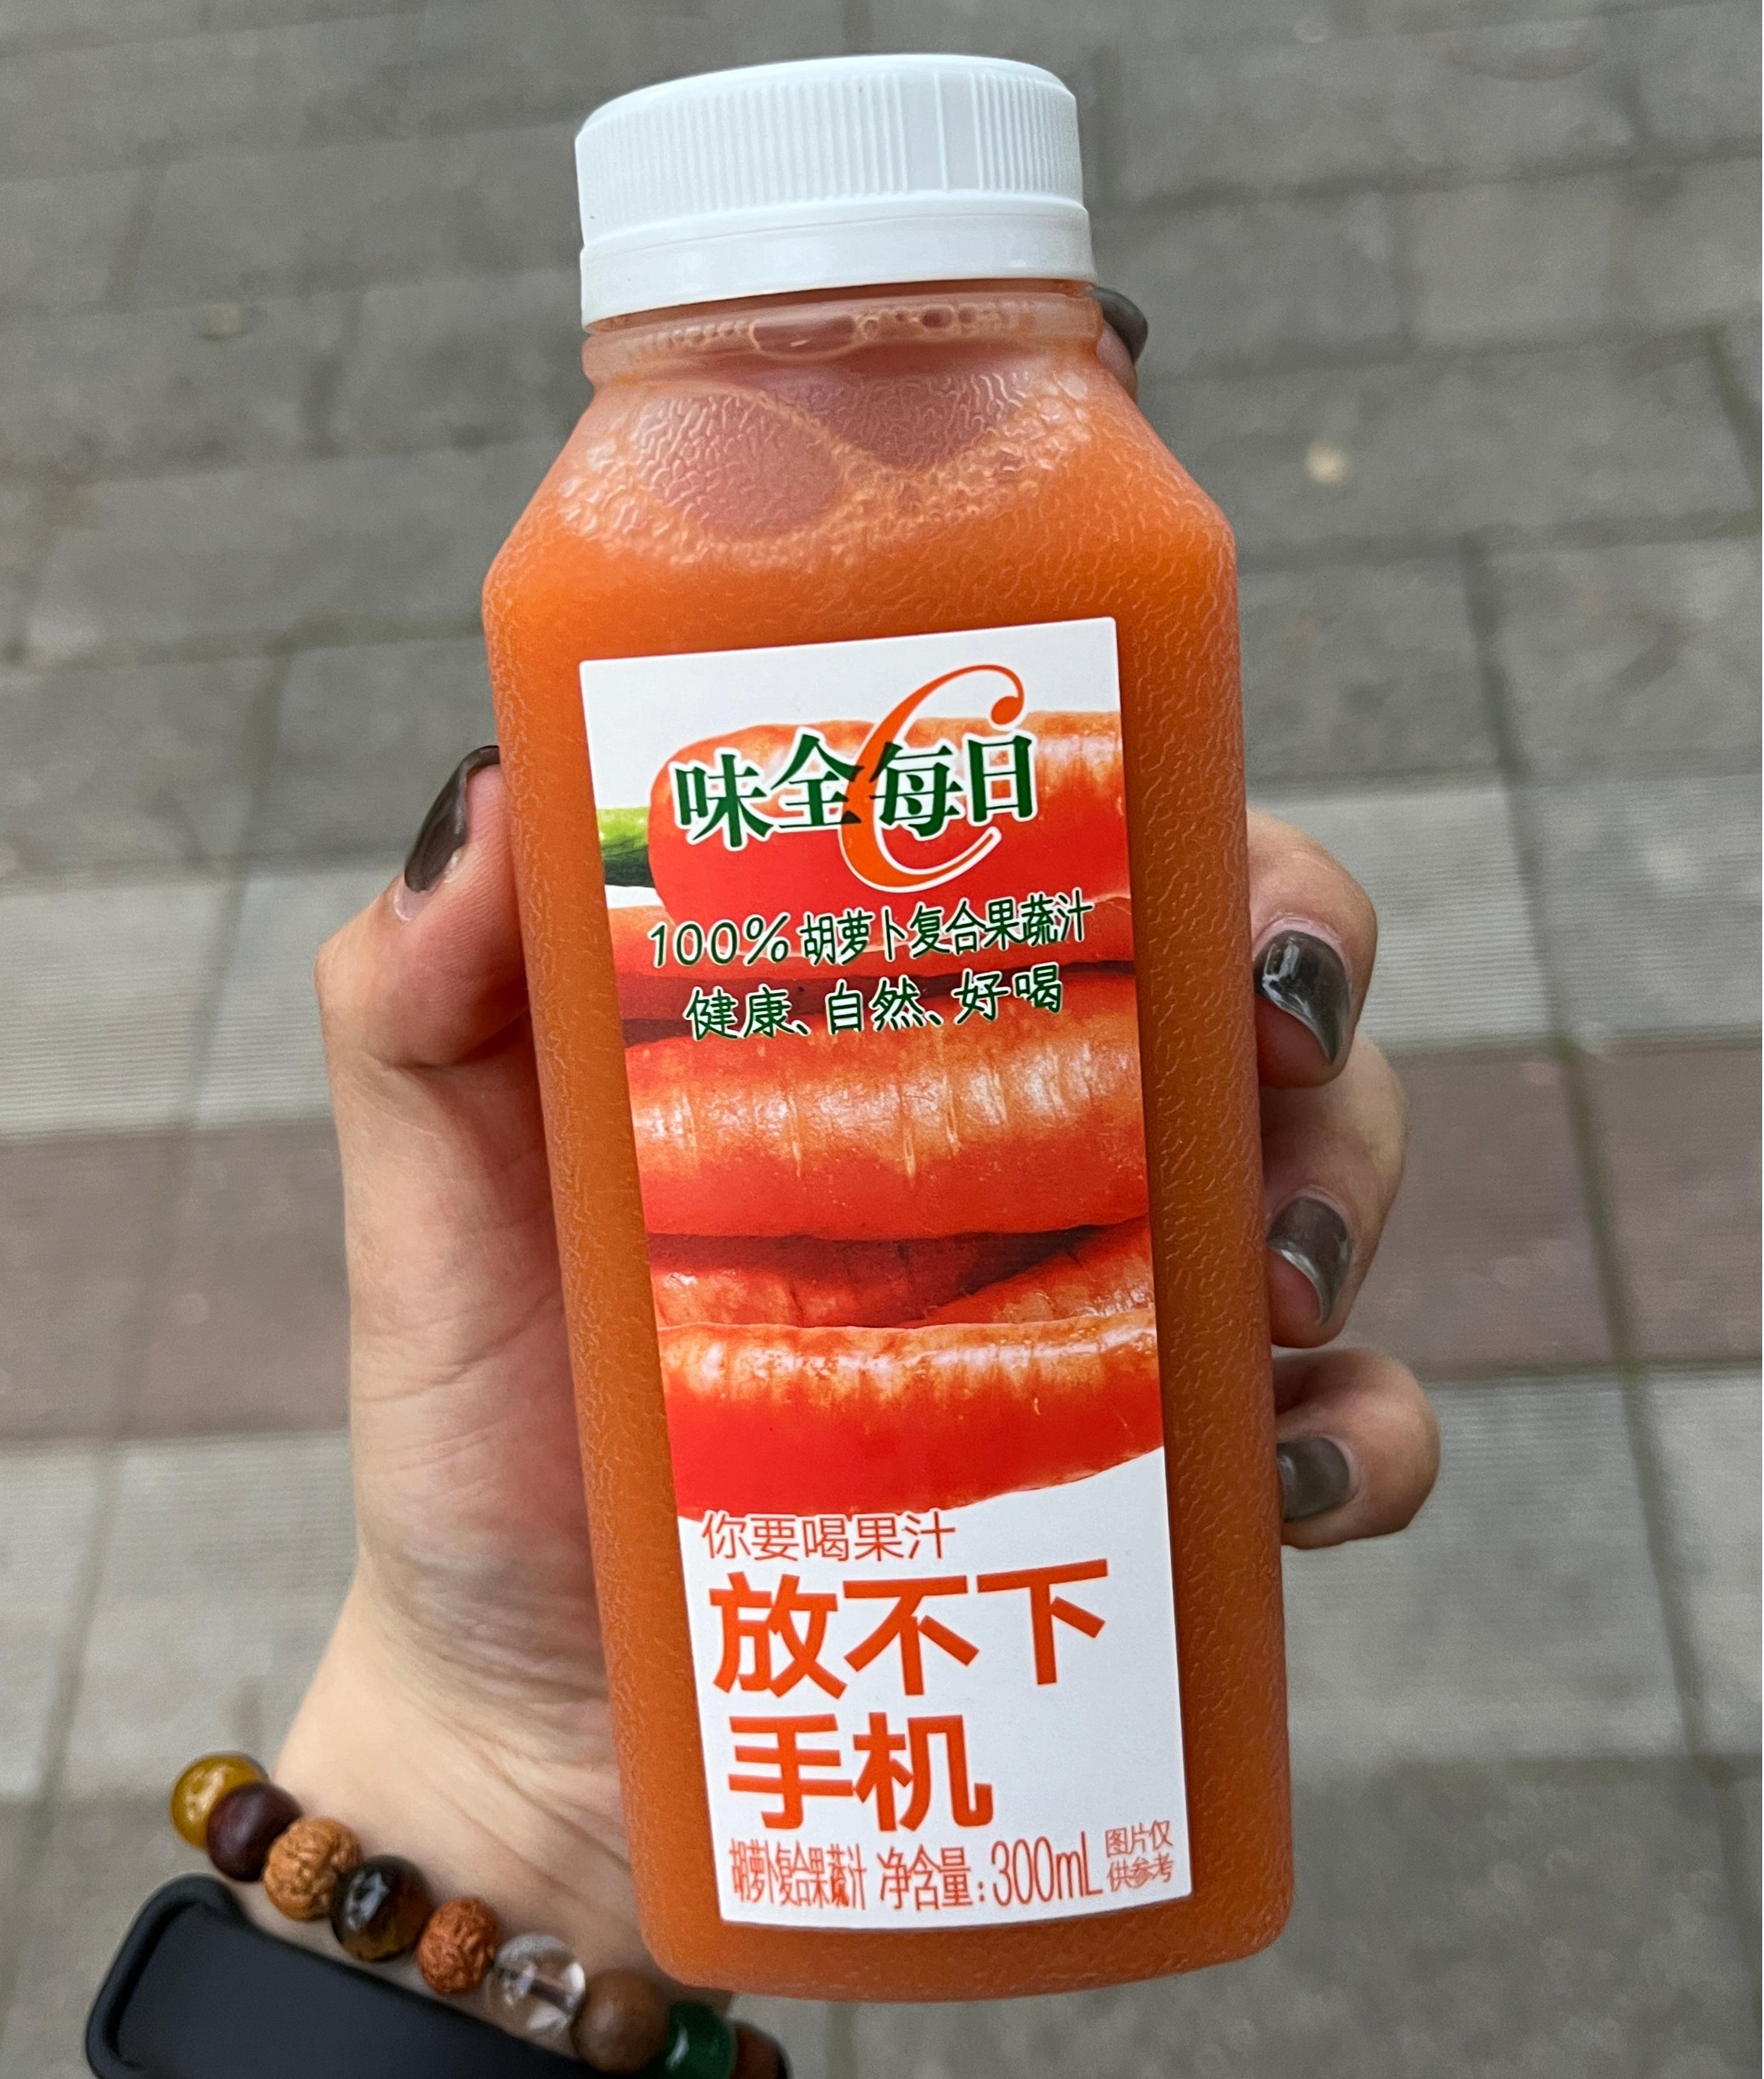 味全每日C
100%胡萝卜复合果蔬汁
健康、自然、好喝
你要喝果汁
放不下
手机
胡萝卜复合果蔬汁 净含量:300mL
图片仅
供参考